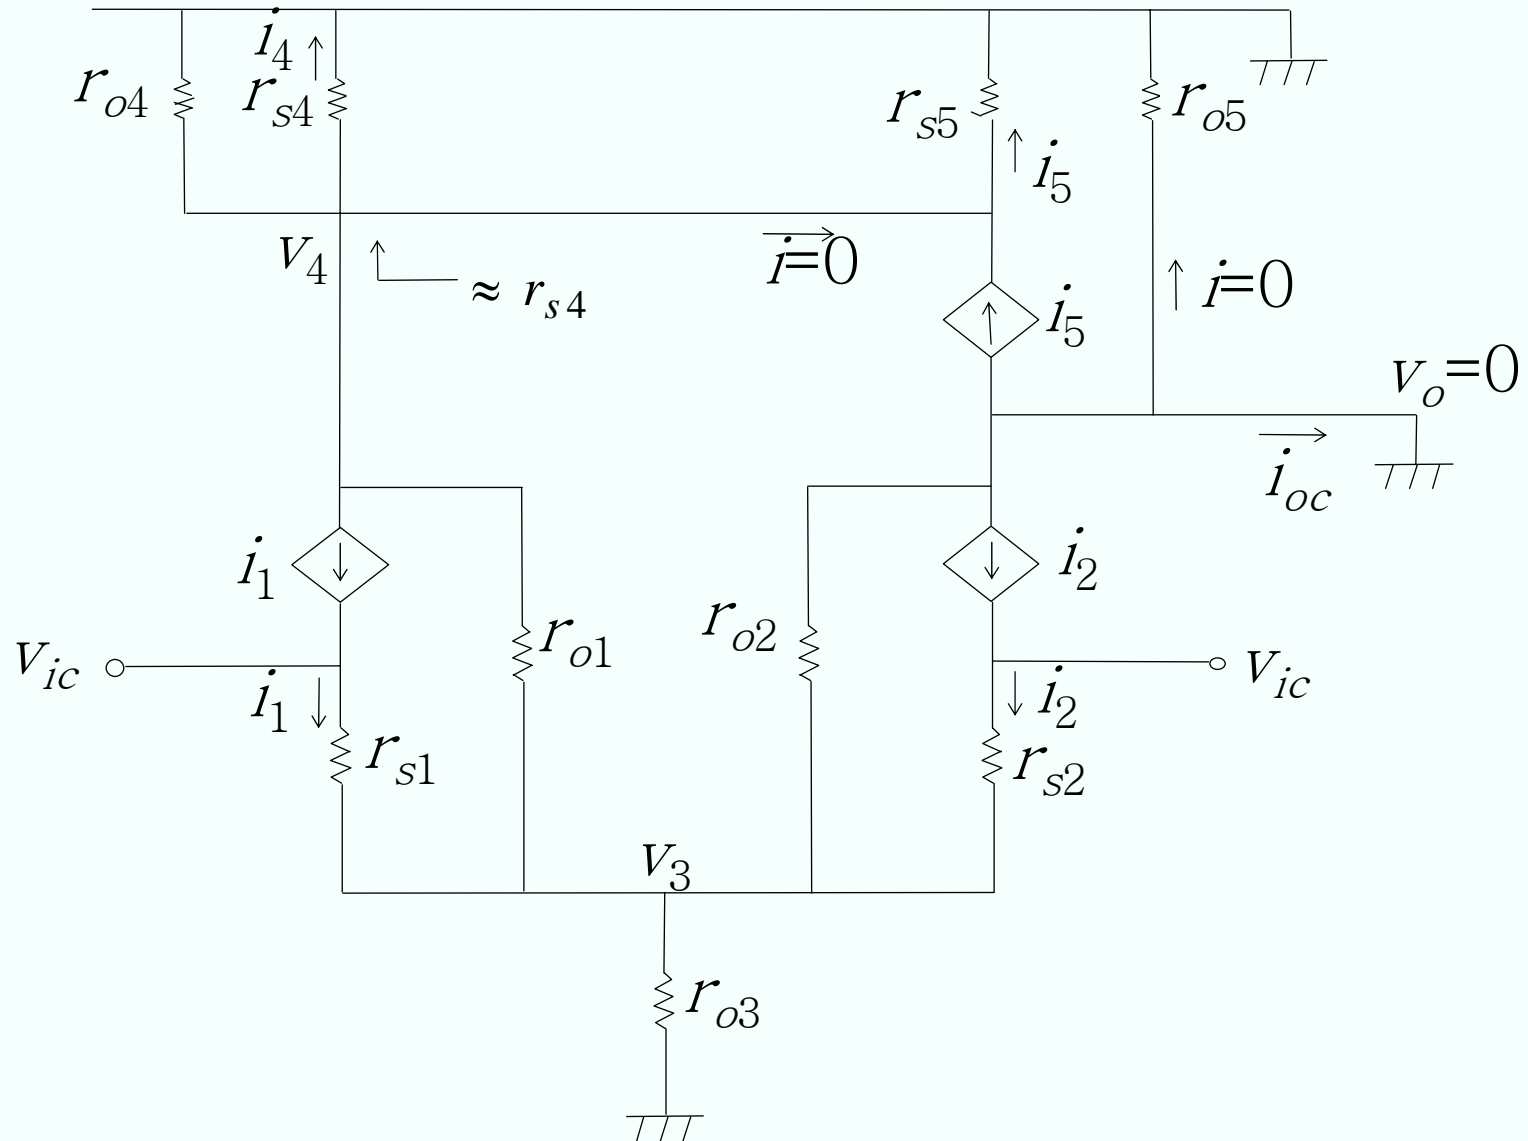 i4
ro4
rs4
rs5
ro5
i5
v4
≈ rs4
i=0
i=0
i5
vo=0
ioc
i1
i2
ro1
ro2
vic
vic
i1
i2
rs1
rs2
v3
ro3